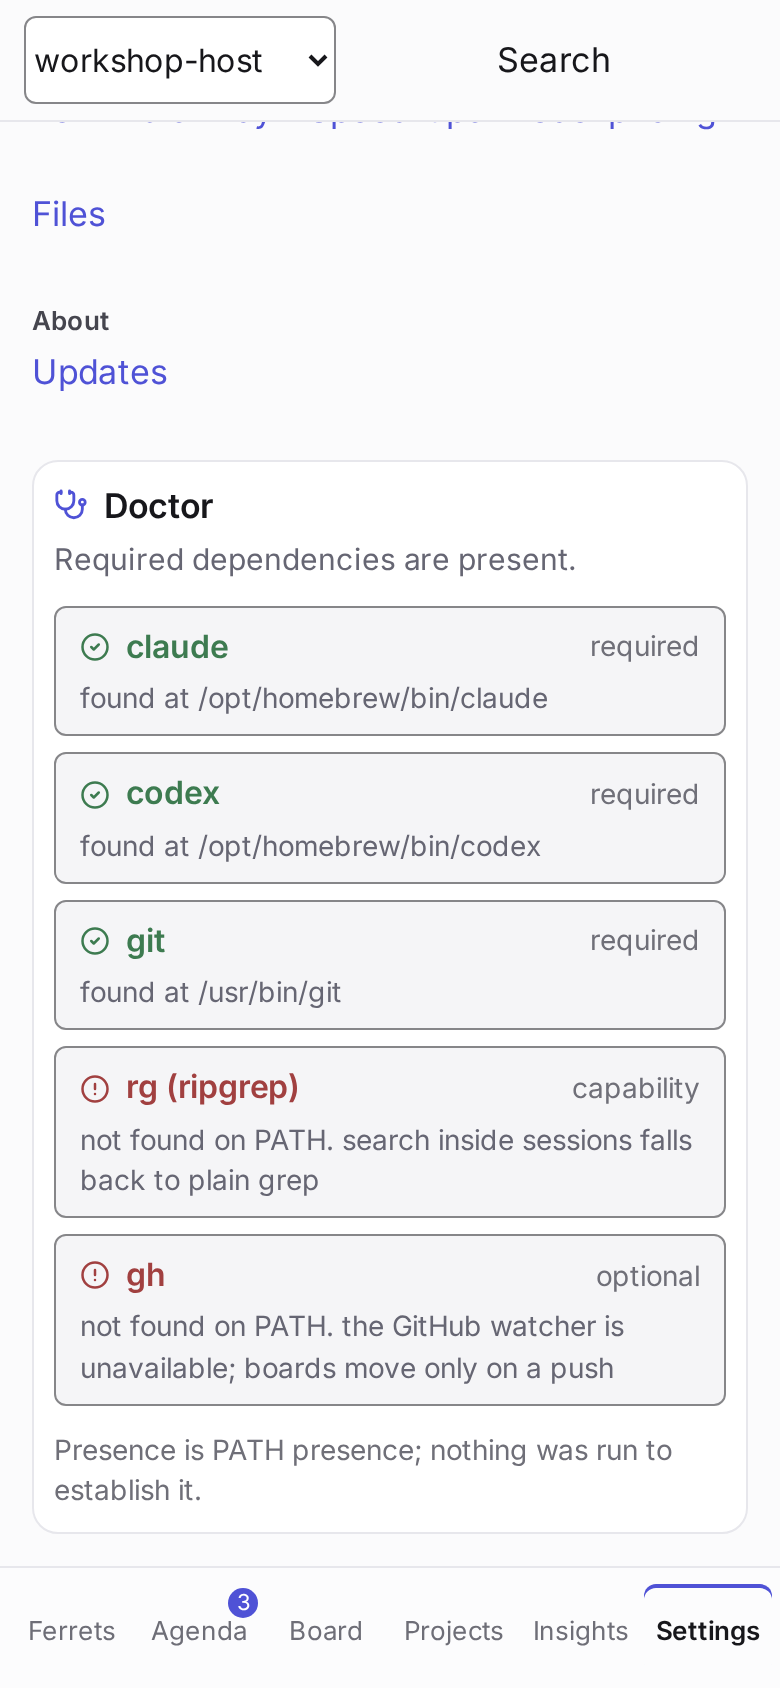 workshop-host
Search
Files
About
Updates
Doctor
Required dependencies are present.
claude
required
found at /opt/homebrew/bin/claude
codex
required
found at /opt/homebrew/bin/codex
git
required
found at /usr/bin/git
rg (ripgrep)
capability
not found on PATH. search inside sessions falls
back to plain grep
gh
optional
not found on PATH. the GitHub watcher is
unavailable; boards move only on a push
Presence is PATH presence; nothing was run to
establish it.
3
Ferrets
Agenda
Board
Projects
Insights
Settings